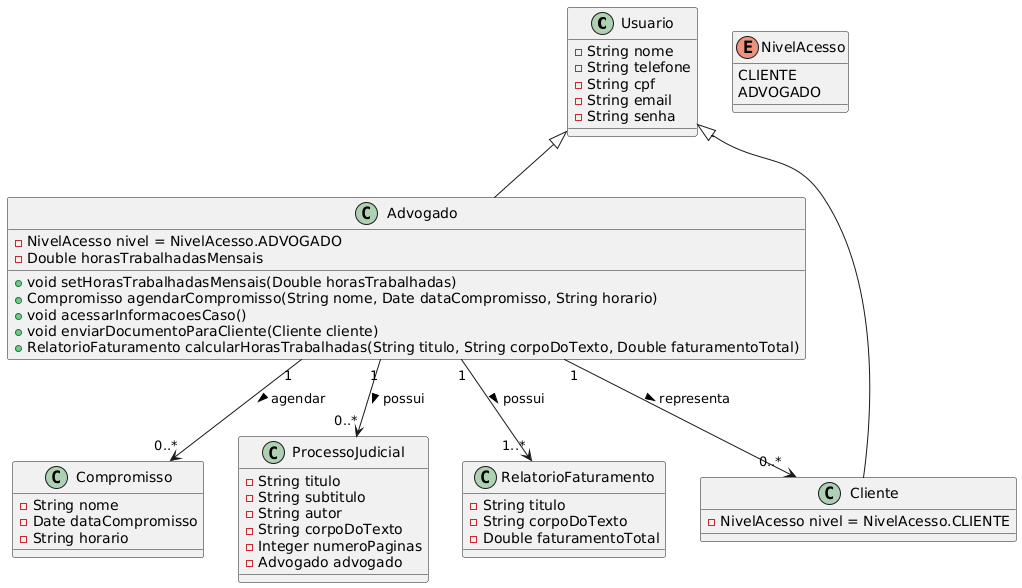 C Usuario
String nome
String telefone
String cpf
String email
String senha
E NivelAcesso
CLIENTE
ADVOGADO
C Advogado
NivelAcesso nivel = NivelAcesso.ADVOGADO
Double horasTrabalhadasMensais
void setHorasTrabalhadasMensais(Double horasTrabalhadas)
Compromisso agendarCompromisso(String nome, Date dataCompromisso, String horario)
void acessarInformacoesCaso()
void enviarDocumentoParaCliente(Cliente cliente)
RelatorioFaturamento calcularHorasTrabalhadas(String titulo, String corpoDoTexto, Double faturamentoTotal)
1
1
1
1
agendar
possui
possui
representa
0..*
0..*
1..*
0..*
C Compromisso
String nome
Date dataCompromisso
String horario
C ProcessoJudicial
String titulo
String subtitulo
String autor
String corpoDoTexto
Integer numeroPaginas
Advogado advogado
C RelatorioFaturamento
String titulo
String corpoDoTexto
Double faturamentoTotal
C Cliente
NivelAcesso nivel = NivelAcesso.CLIENTE